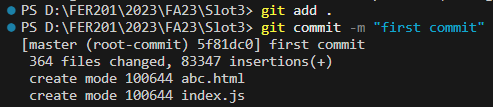 PS D:\FER201\2023\FA23\Slot3> git add .
PS D:\FER201\2023\FA23\Slot3> git commit -m "first commit"
[master (root-commit) 5f81dc0] first commit
 364 files changed, 83347 insertions(+)
 create mode 100644 abc.html
 create mode 100644 index.js